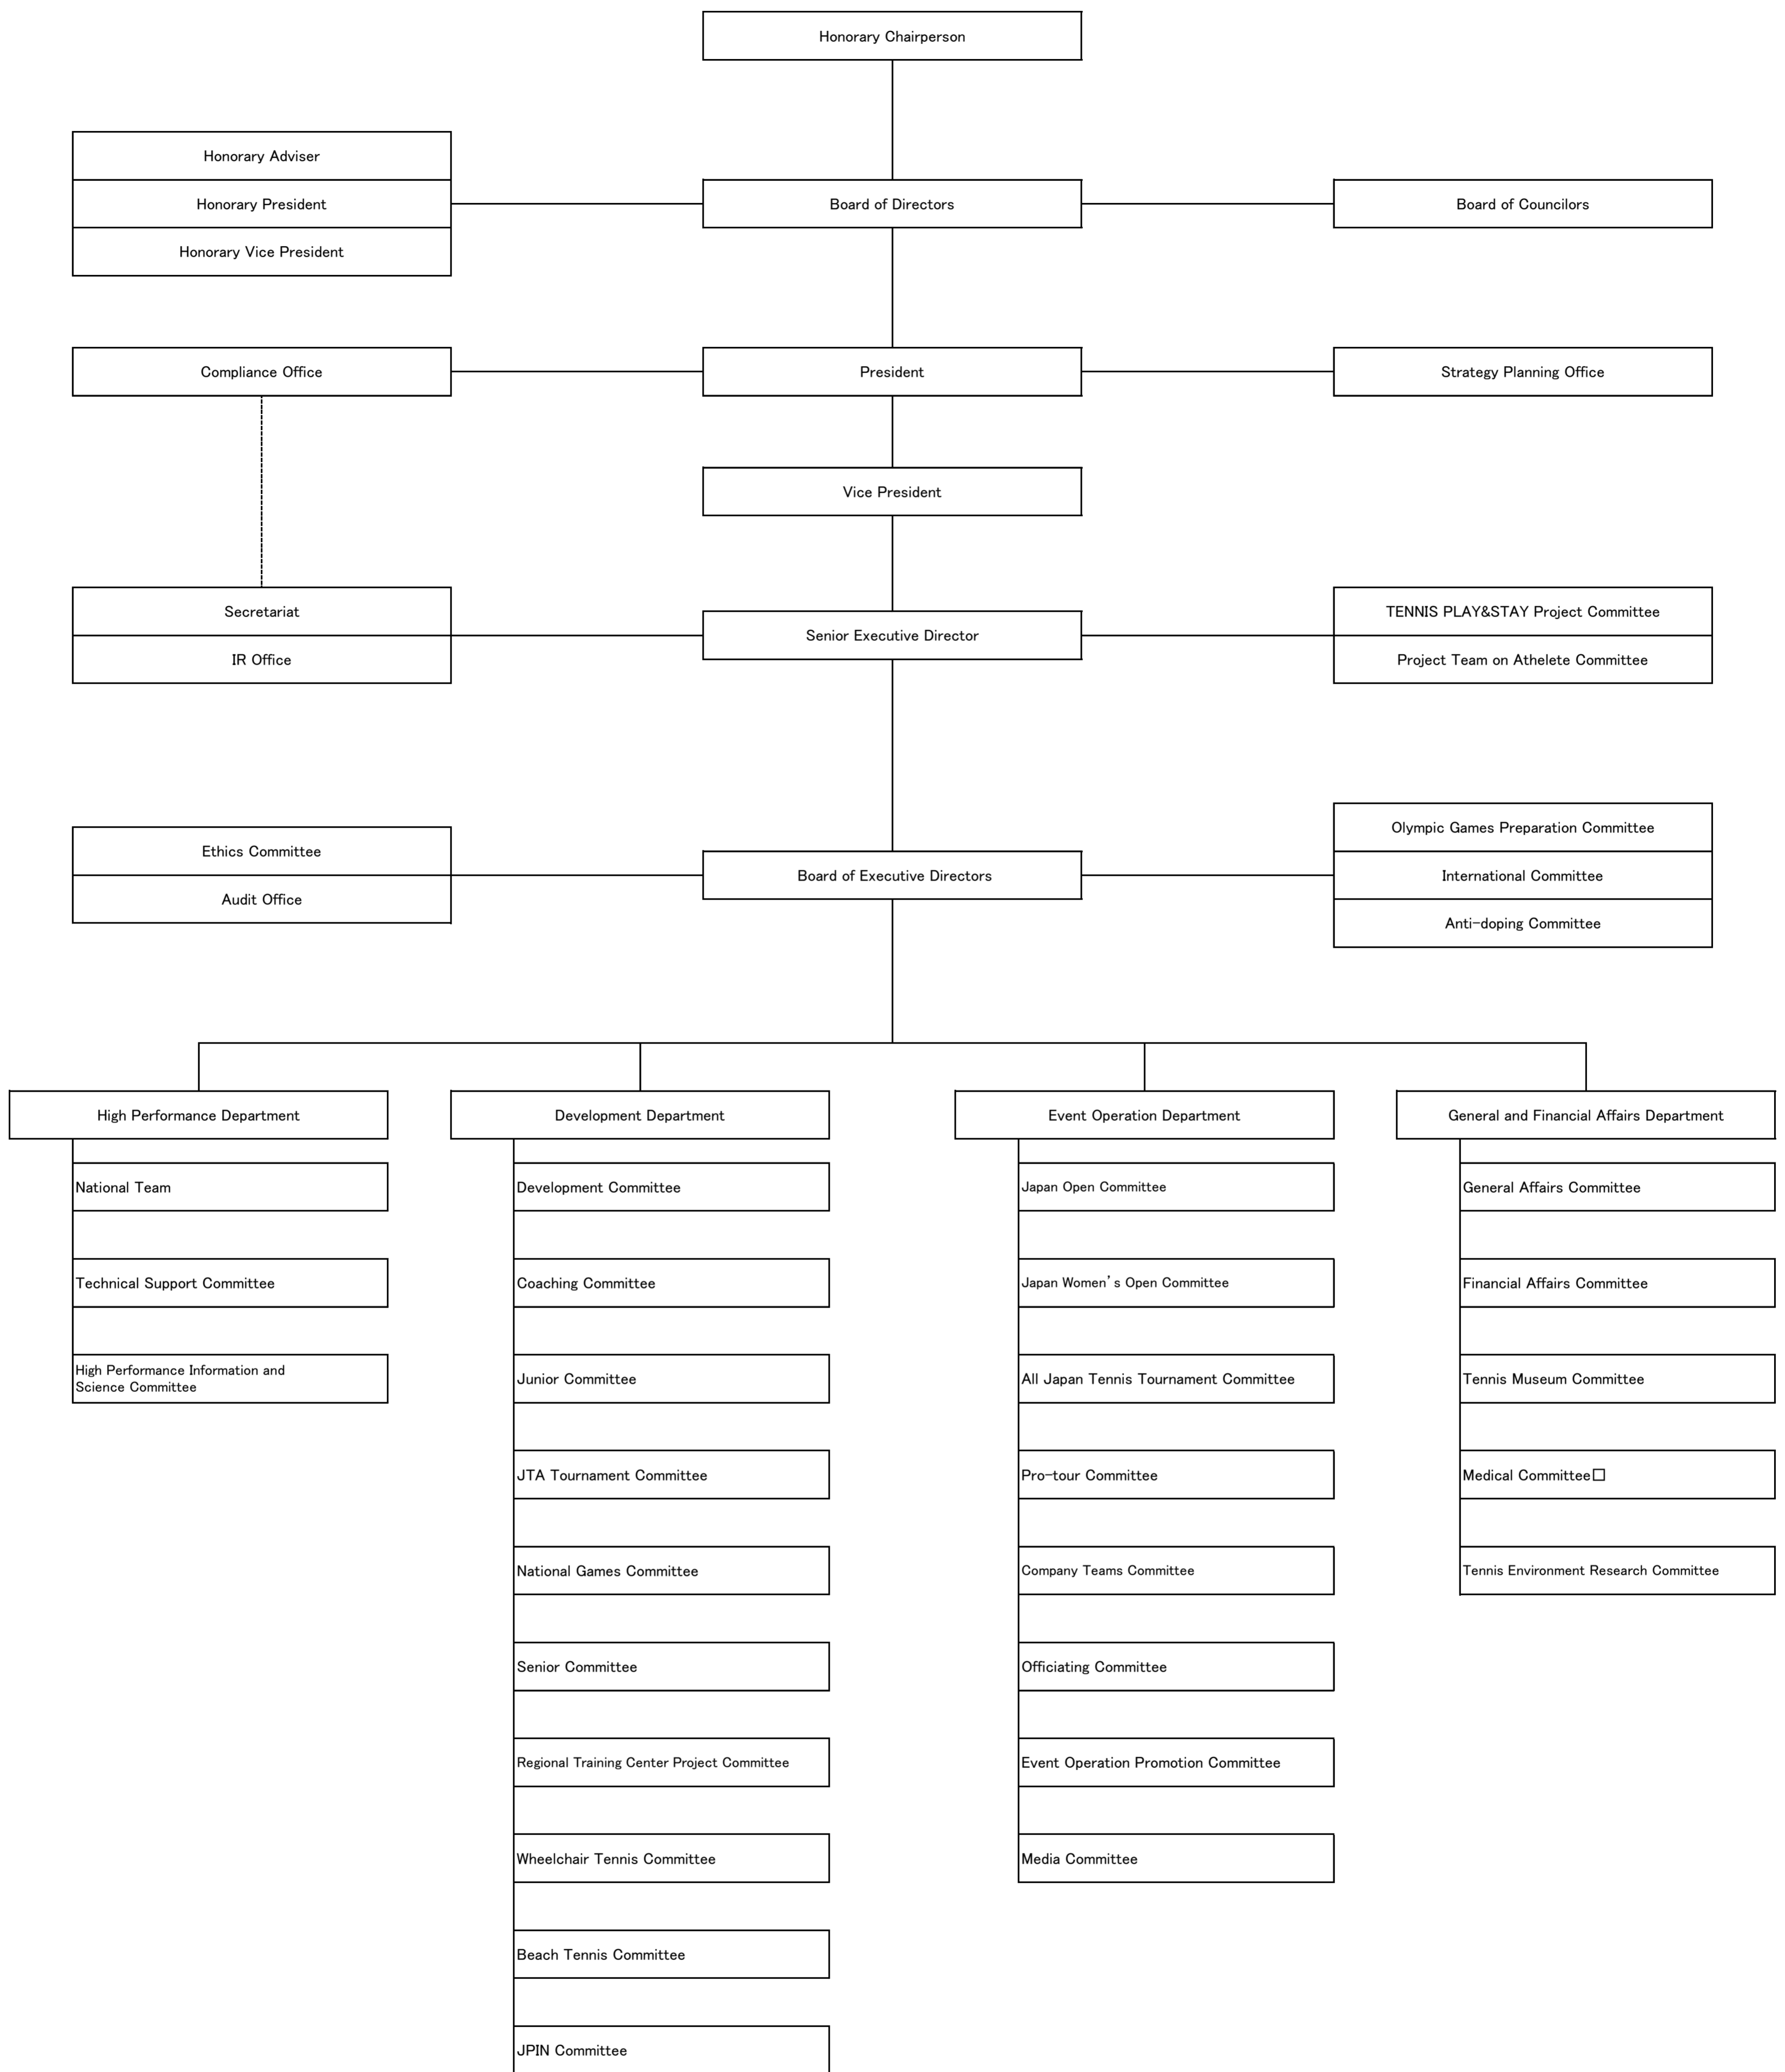 Honorary Chairperson
Honorary Adviser
Honorary President
Board of Directors
Board of Councilors
Honorary Vice President
Compliance Office
President
Strategy Planning Office
Vice President
Secretariat
TENNIS PLAY&STAY Project Committee
Senior Executive Director
IR Office
Project Team on Athelete Committee
Olympic Games Preparation Committee
Ethics Committee
Board of Executive Directors
International Committee
Audit Office
Anti-doping Committee
High Performance Department
Development Department
Event Operation Department
General and Financial Affairs Department
National Team
Development Committee
Japan Open Committee
General Affairs Committee
Technical Support Committee
Coaching Committee
Japan Women’s Open Committee
Financial Affairs Committee
High Performance Information and
Science Committee
Junior Committee
All Japan Tennis Tournament Committee
Tennis Museum Committee
JTA Tournament Committee
Pro-tour Committee
Medical Committee□
National Games Committee
Company Teams Committee
Tennis Environment Research Committee
Senior Committee
Officiating Committee
Regional Training Center Project Committee
Event Operation Promotion Committee
Wheelchair Tennis Committee
Media Committee
Beach Tennis Committee
JPIN Committee